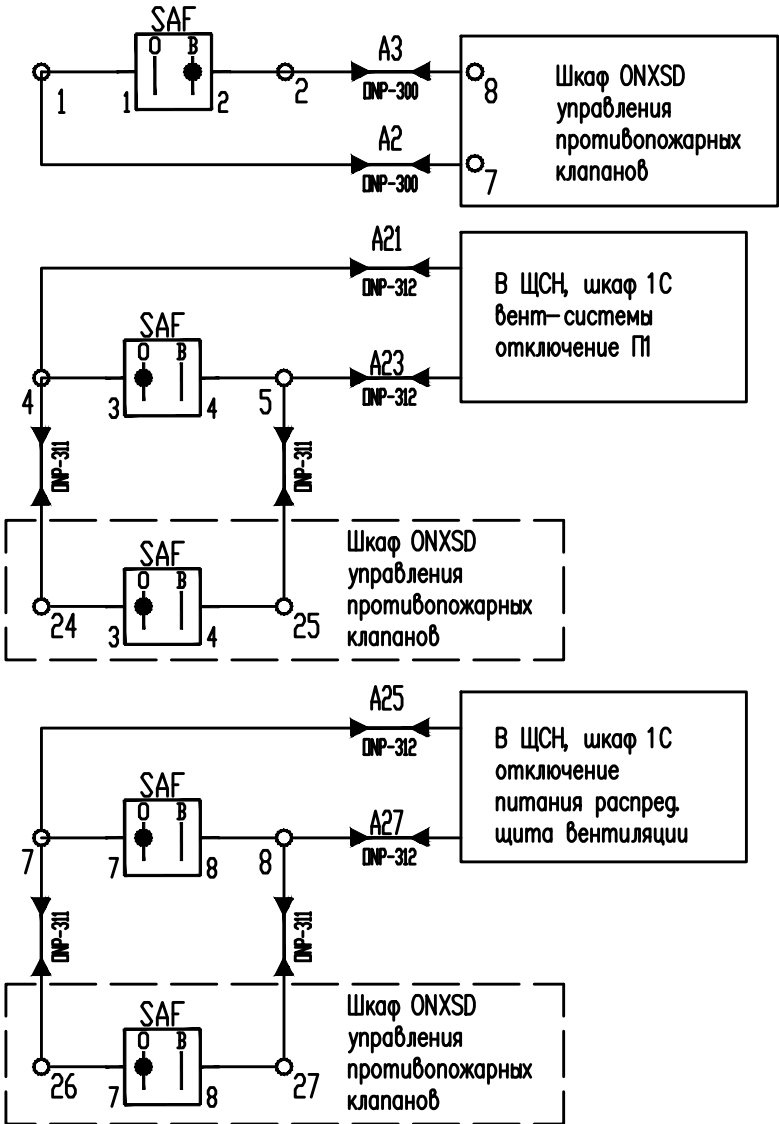 SAF
О В
1 1 2 2
А3
DNP-300
А2
DNP-300
8
7
Шкаф ONXSD
управления
противопожарных
клапанов
А21
DNP-312
SAF
О В
4 3 4 5
А23
DNP-312
В ЩСН, шкаф 1С
вент-системы
отключение П1
DNP-311
DNP-311
SAF
О В
24 3 4 25
Шкаф ONXSD
управления
противопожарных
клапанов
А25
DNP-312
SAF
О В
7 7 8 8
А27
DNP-312
В ЩСН, шкаф 1С
отключение
питания распред.
щита вентиляции
DNP-311
DNP-311
SAF
О В
26 7 8 27
Шкаф ONXSD
управления
противопожарных
клапанов